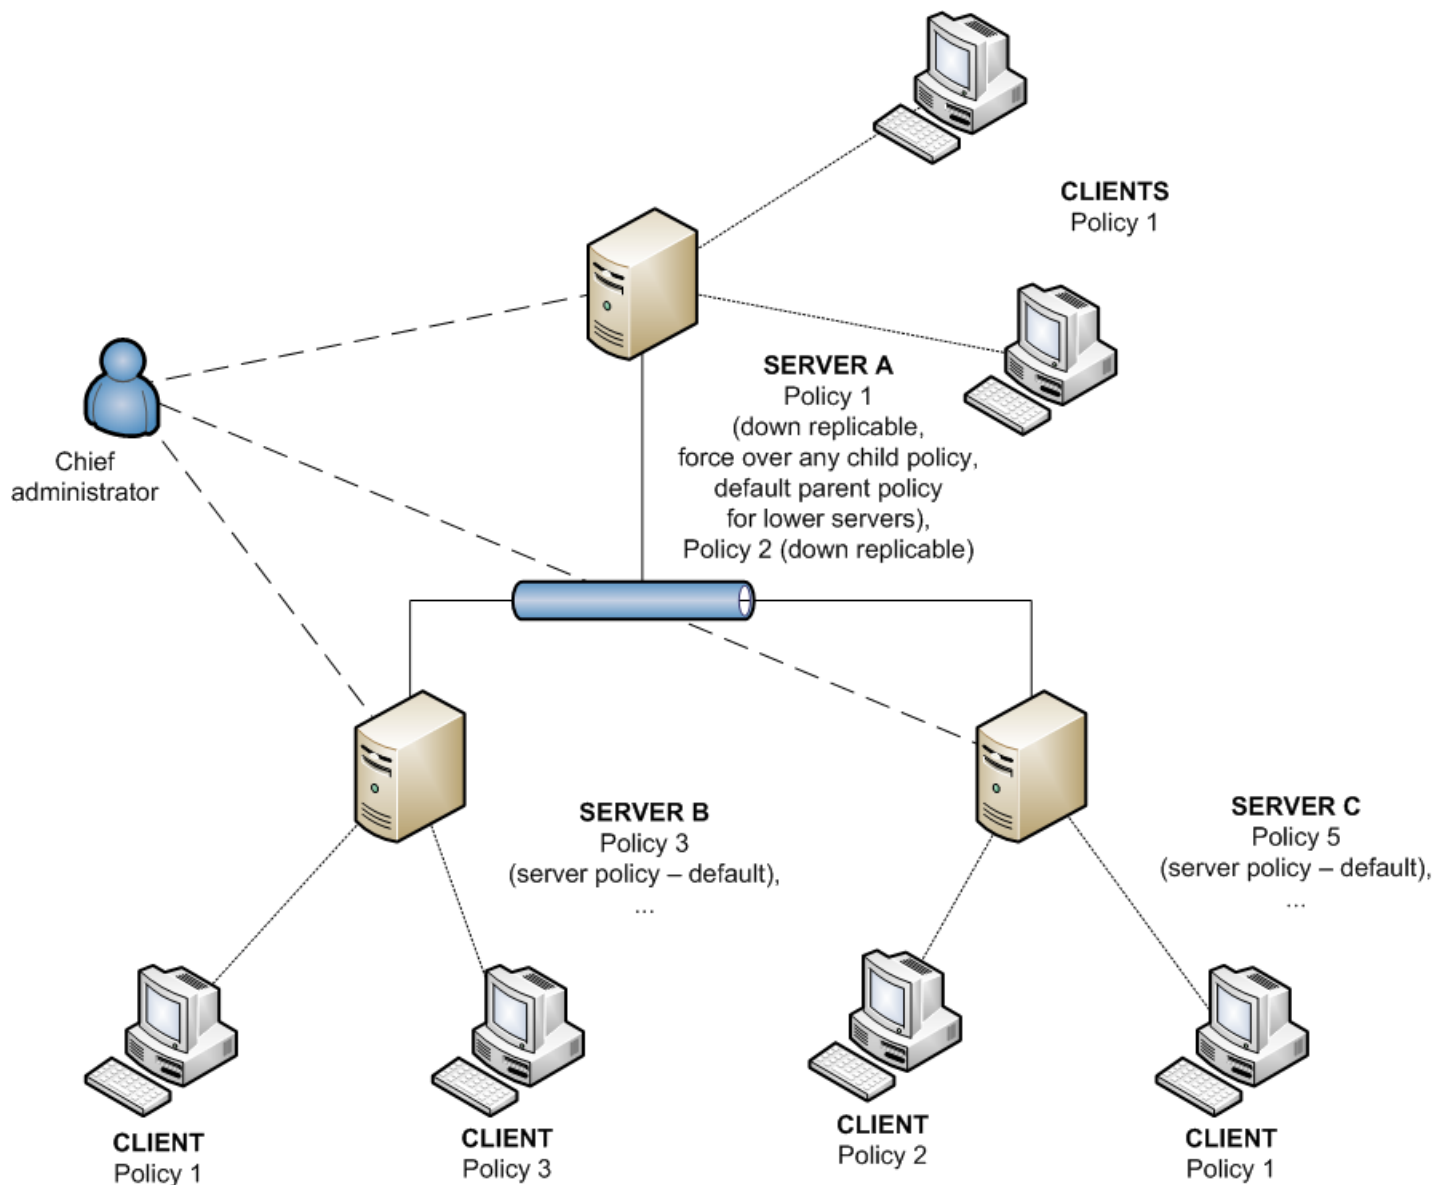 CLIENTS
Policy 1
SERVER A
Policy 1
(down replicable,
force over any child policy,
default parent policy
for lower servers),
Policy 2 (down replicable)
Chief
administrator
SERVER B
Policy 3
(server policy – default),
...
SERVER C
Policy 5
(server policy – default),
...
CLIENT
Policy 1
CLIENT
Policy 3
CLIENT
Policy 2
CLIENT
Policy 1